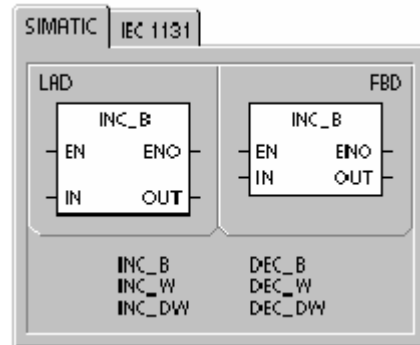 SIMATIC IEC 1131
LAD FBD
INC_B INC_B
EN ENO EN ENO
IN OUT IN OUT
INC_B DEC_B
INC_W DEC_W
INC_DW DEC_DW